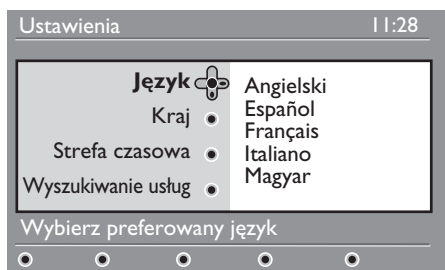 Ustawienia 11:28
Język
Kraj
Strefa czasowa
Wyszukiwanie usług
Angielski
Español
Français
Italiano
Magyar
Wybierz preferowany język